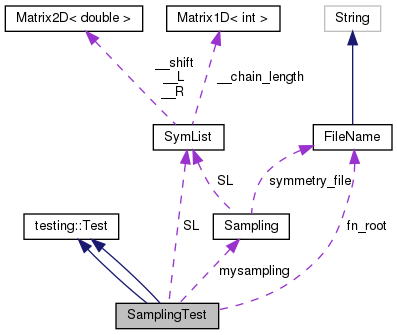 Matrix2D< double >
Matrix1D< int >
String
__shift
__L
__R
__chain_length
SymList
FileName
SL
symmetry_file
testing::Test
SL
Sampling
fn_root
mysampling
SamplingTest